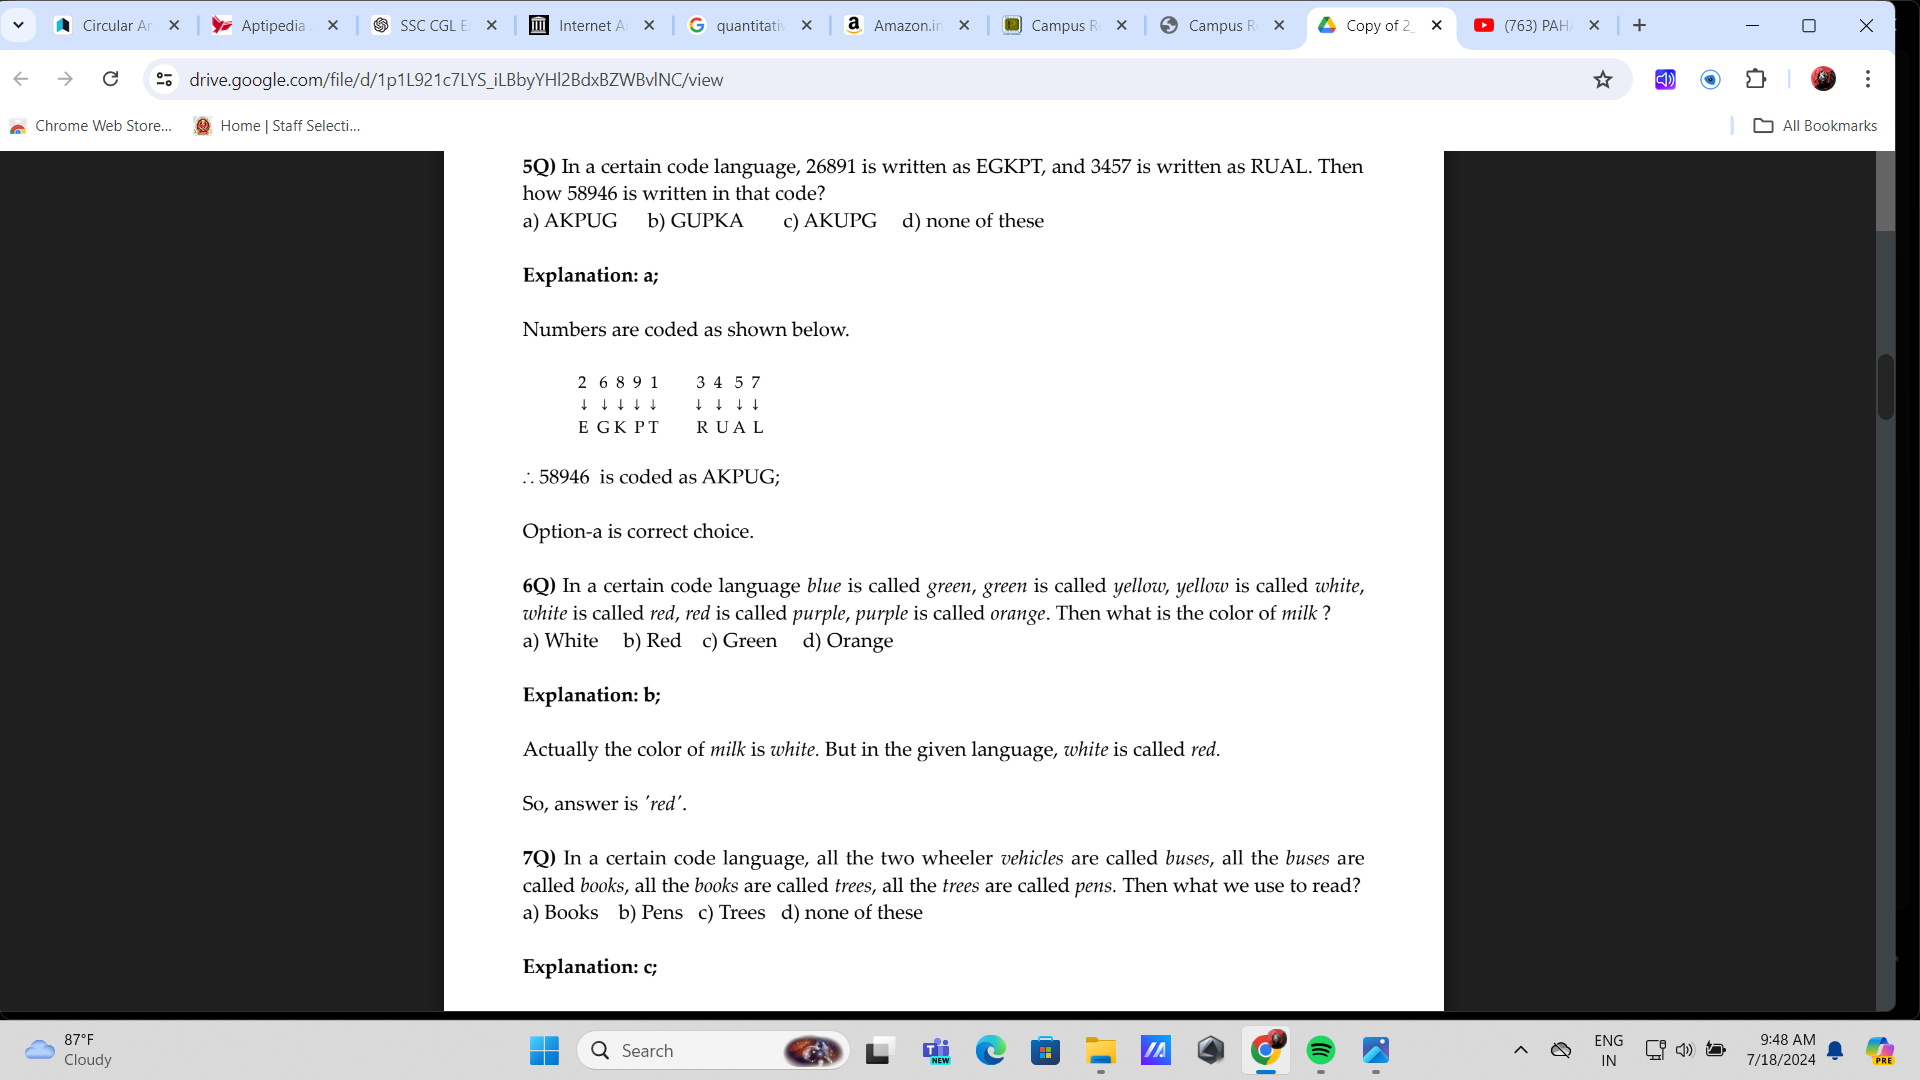 Circular Ar
Aptipedia
SSC CGL E
Internet A
quantitativ
Amazon.in
Campus R
Campus R
Copy of 2_
(763) PAH
drive.google.com/file/d/1p1L921c7LYS_iLBbyYHl2BdxBZWBvlNC/view
Chrome Web Store...
Home | Staff Selecti...
All Bookmarks
5Q) In a certain code language, 26891 is written as EGKPT, and 3457 is written as RUAL. Then
how 58946 is written in that code?
a) AKPUG b) GUPKA c) AKUPG d) none of these
Explanation: a;
Numbers are coded as shown below.
2 6 8 9 1 3 4 5 7
↓ ↓ ↓ ↓ ↓ ↓ ↓ ↓ ↓
E G K P T R U A L
∴ 58946 is coded as AKPUG;
Option-a is correct choice.
6Q) In a certain code language blue is called green, green is called yellow, yellow is called white,
white is called red, red is called purple, purple is called orange. Then what is the color of milk ?
a) White b) Red c) Green d) Orange
Explanation: b;
Actually the color of milk is white. But in the given language, white is called red.
So, answer is 'red'.
7Q) In a certain code language, all the two wheeler vehicles are called buses, all the buses are
called books, all the books are called trees, all the trees are called pens. Then what we use to read?
a) Books b) Pens c) Trees d) none of these
Explanation: c;
87°F
Cloudy
Search
NEW
ENG
IN
9:48 AM
7/18/2024
PRE